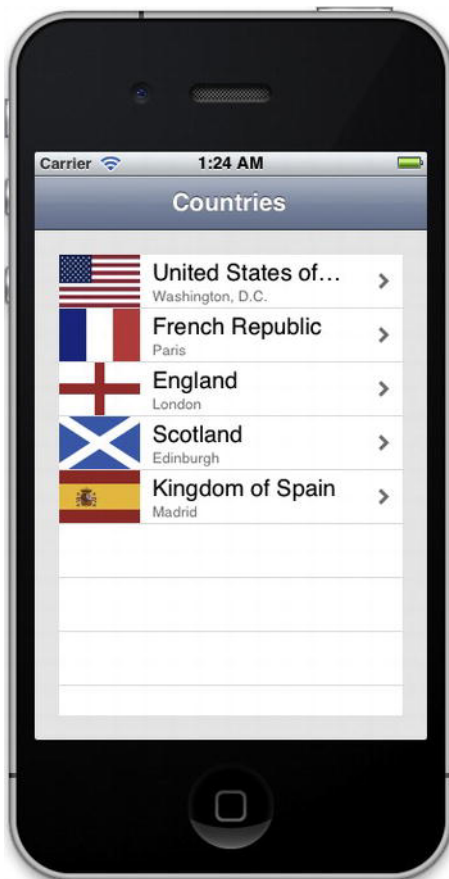 Carrier 1:24 AM
Countries
United States of...
Washington, D.C.
French Republic
Paris
England
London
Scotland
Edinburgh
Kingdom of Spain
Madrid